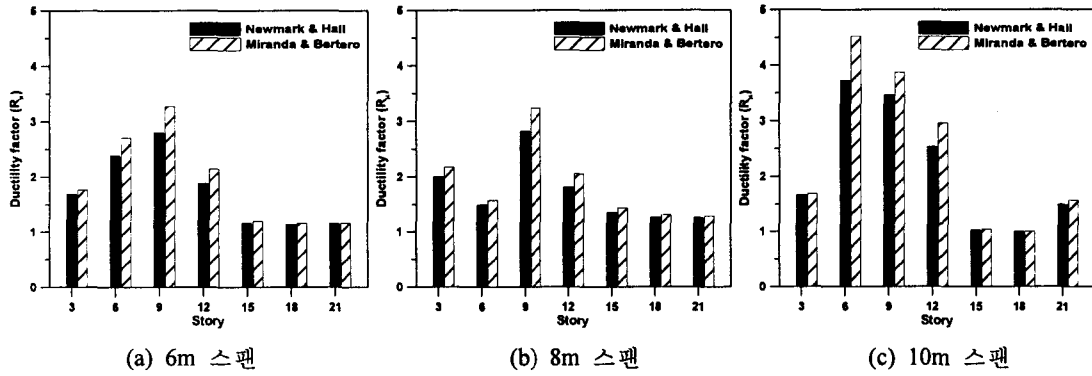 5
4
3
2
1
0
Ductility factor (Rμ)
Newmark & Hall
Miranda & Bertero
3 6 9 12 15 18 21
Story
(a) 6m 스팬
5
4
3
2
1
0
Ductility factor (Rμ)
Newmark & Hall
Miranda & Bertero
3 6 9 12 15 18 21
Story
(b) 8m 스팬
5
4
3
2
1
0
Ductility factor (Rμ)
Newmark & Hall
Miranda & Bertero
3 6 9 12 15 18 21
Story
(c) 10m 스팬